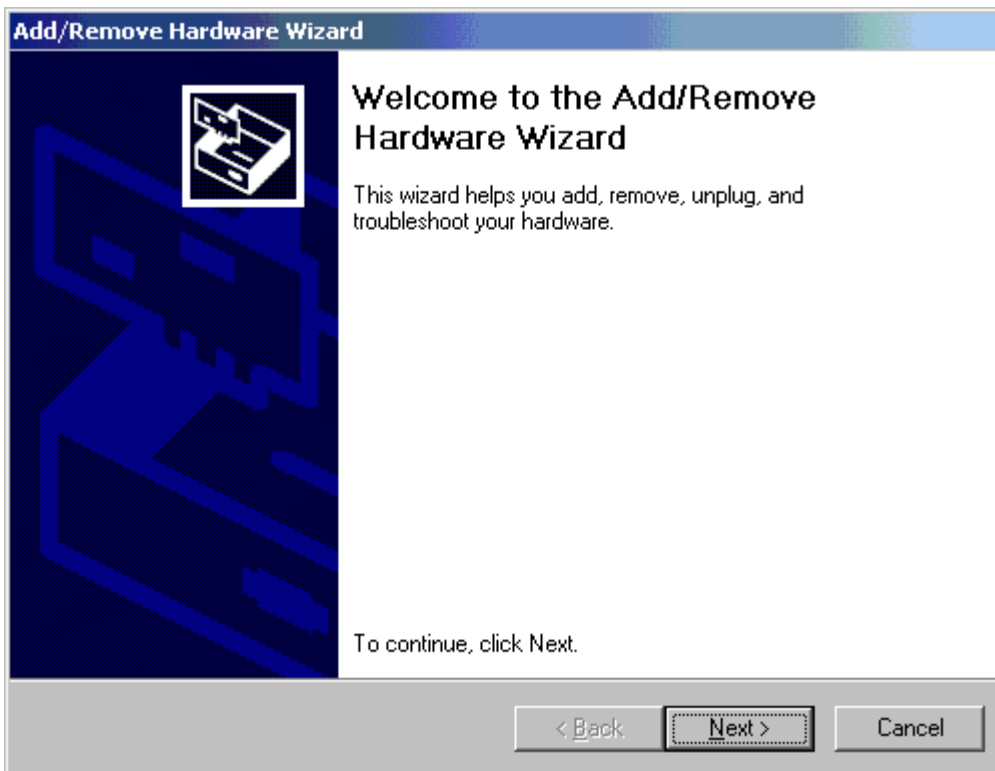 Add/Remove Hardware Wizard
Welcome to the Add/Remove
Hardware Wizard
This wizard helps you add, remove, unplug, and
troubleshoot your hardware.
To continue, click Next.
< Back Next > Cancel